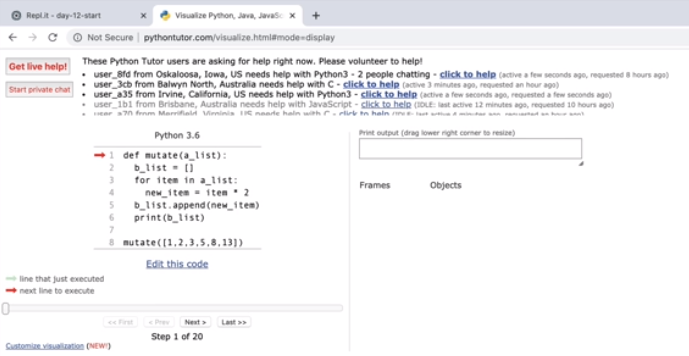 Repl.it - day-12-start
Visualize Python, Java, JavaSc
Not Secure | pythontutor.com/visualize.html#mode=display
Get live help!
Start private chat
These Python Tutor users are asking for help right now. Please volunteer to help!
user_8fd from Oskaloosa, Iowa, US needs help with Python3 - 2 people chatting - click to help (active a few seconds ago, requested 8 hours ago)
user_3cb from Balwyn North, Australia needs help with C - click to help (active 3 minutes ago, requested an hour ago)
user_a35 from Irvine, California, US needs help with Python3 - click to help (active a few seconds ago, requested a few seconds ago)
user_1b1 from Brisbane, Australia needs help with JavaScript - click to help (IDLE: last active 12 minutes ago, requested 10 hours ago)
user_a70 from Merrifield, Virginia, US needs help with C - click to help (IDLE: last active 4 minutes ago, requested an hour ago)
Python 3.6
1 def mutate(a_list):
2 b_list = []
3 for item in a_list:
4 new_item = item * 2
5 b_list.append(new_item)
6 print(b_list)
7
8 mutate([1,2,3,5,8,13])
Edit this code
line that just executed
next line to execute
<< First < Prev Next > Last >>
Step 1 of 20
Customize visualization (NEW!)
Print output (drag lower right corner to resize)
Frames Objects